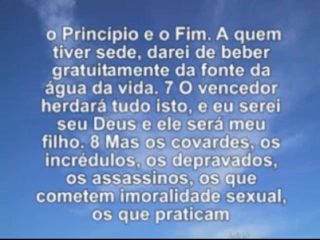 o Princípio e o Fim. A quem
tiver sede, darei de beber
gratuitamente da fonte da
água da vida. 7 O vencedor
herdará tudo isto, e eu serei
seu Deus e ele será meu
filho. 8 Mas os covardes, os
incrédulos, os depravados,
os assassinos, os que
cometem imoralidade sexual,
os que praticam